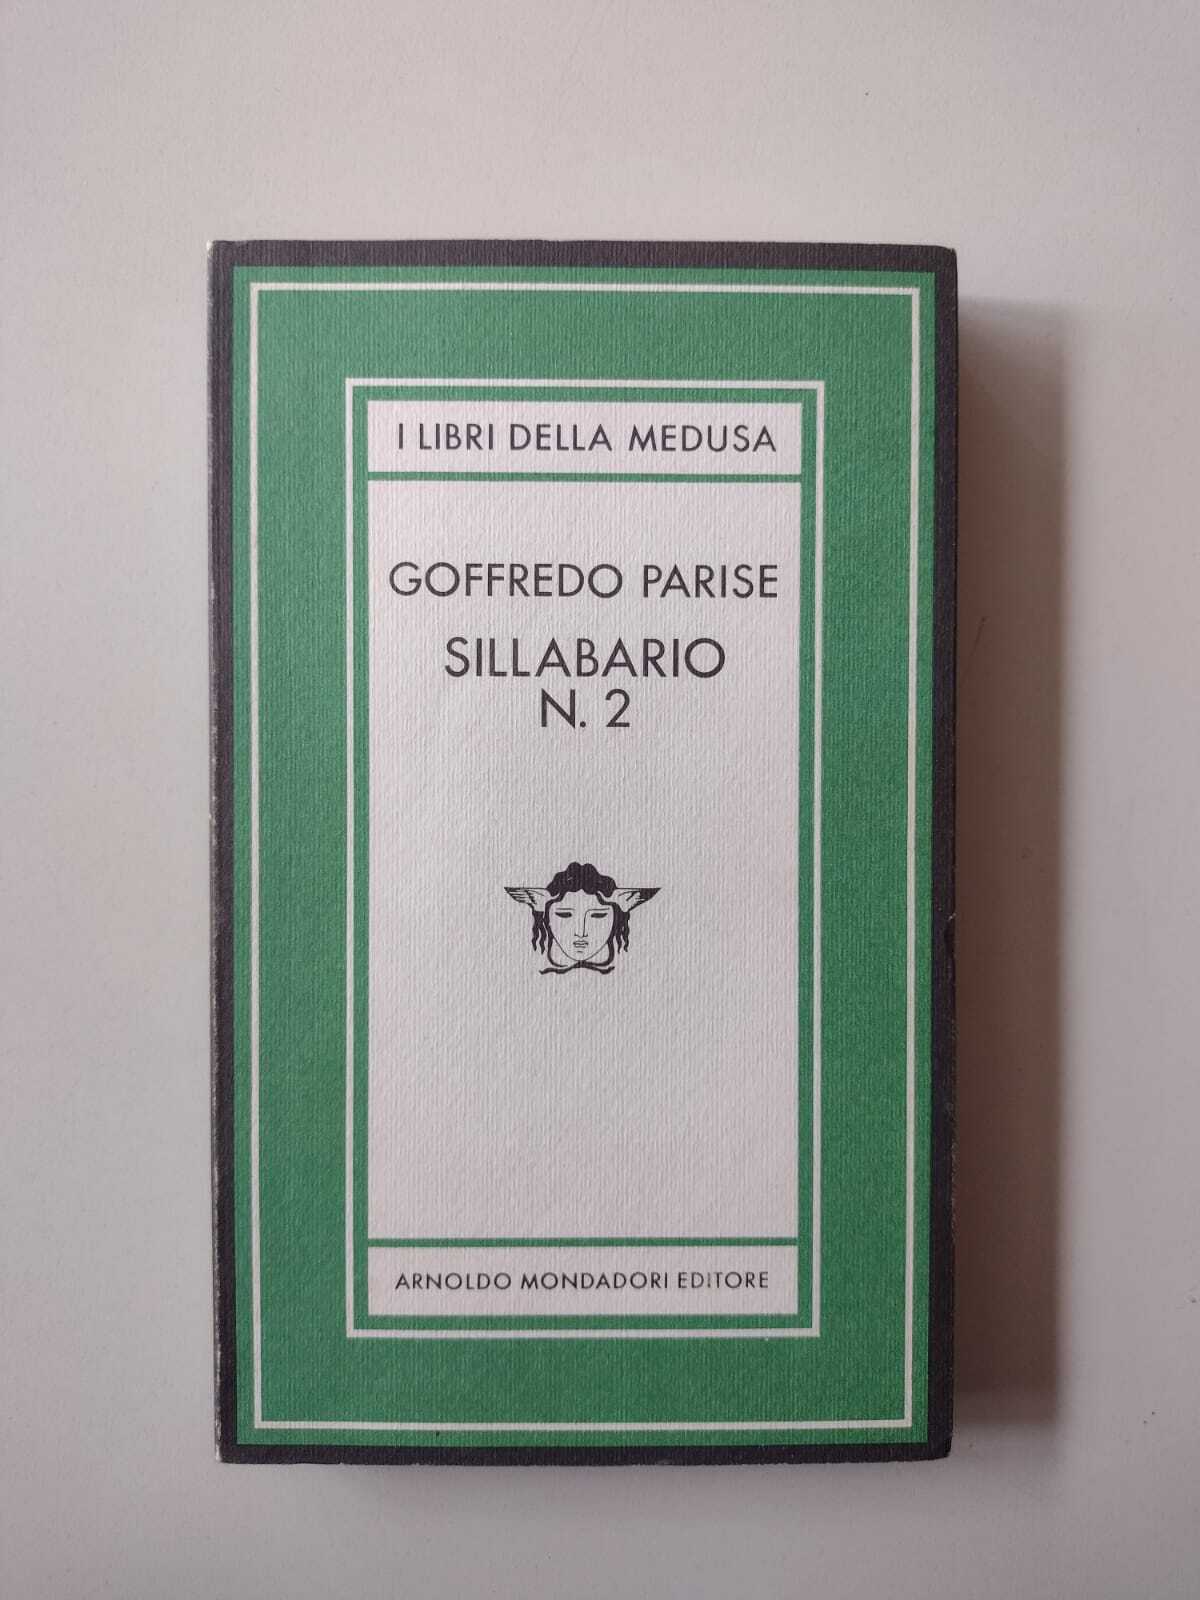 I LIBRI DELLA MEDUSA
GOFFREDO PARISE
SILLABARIO
N. 2
ARNOLDO MONDADORI EDITORE